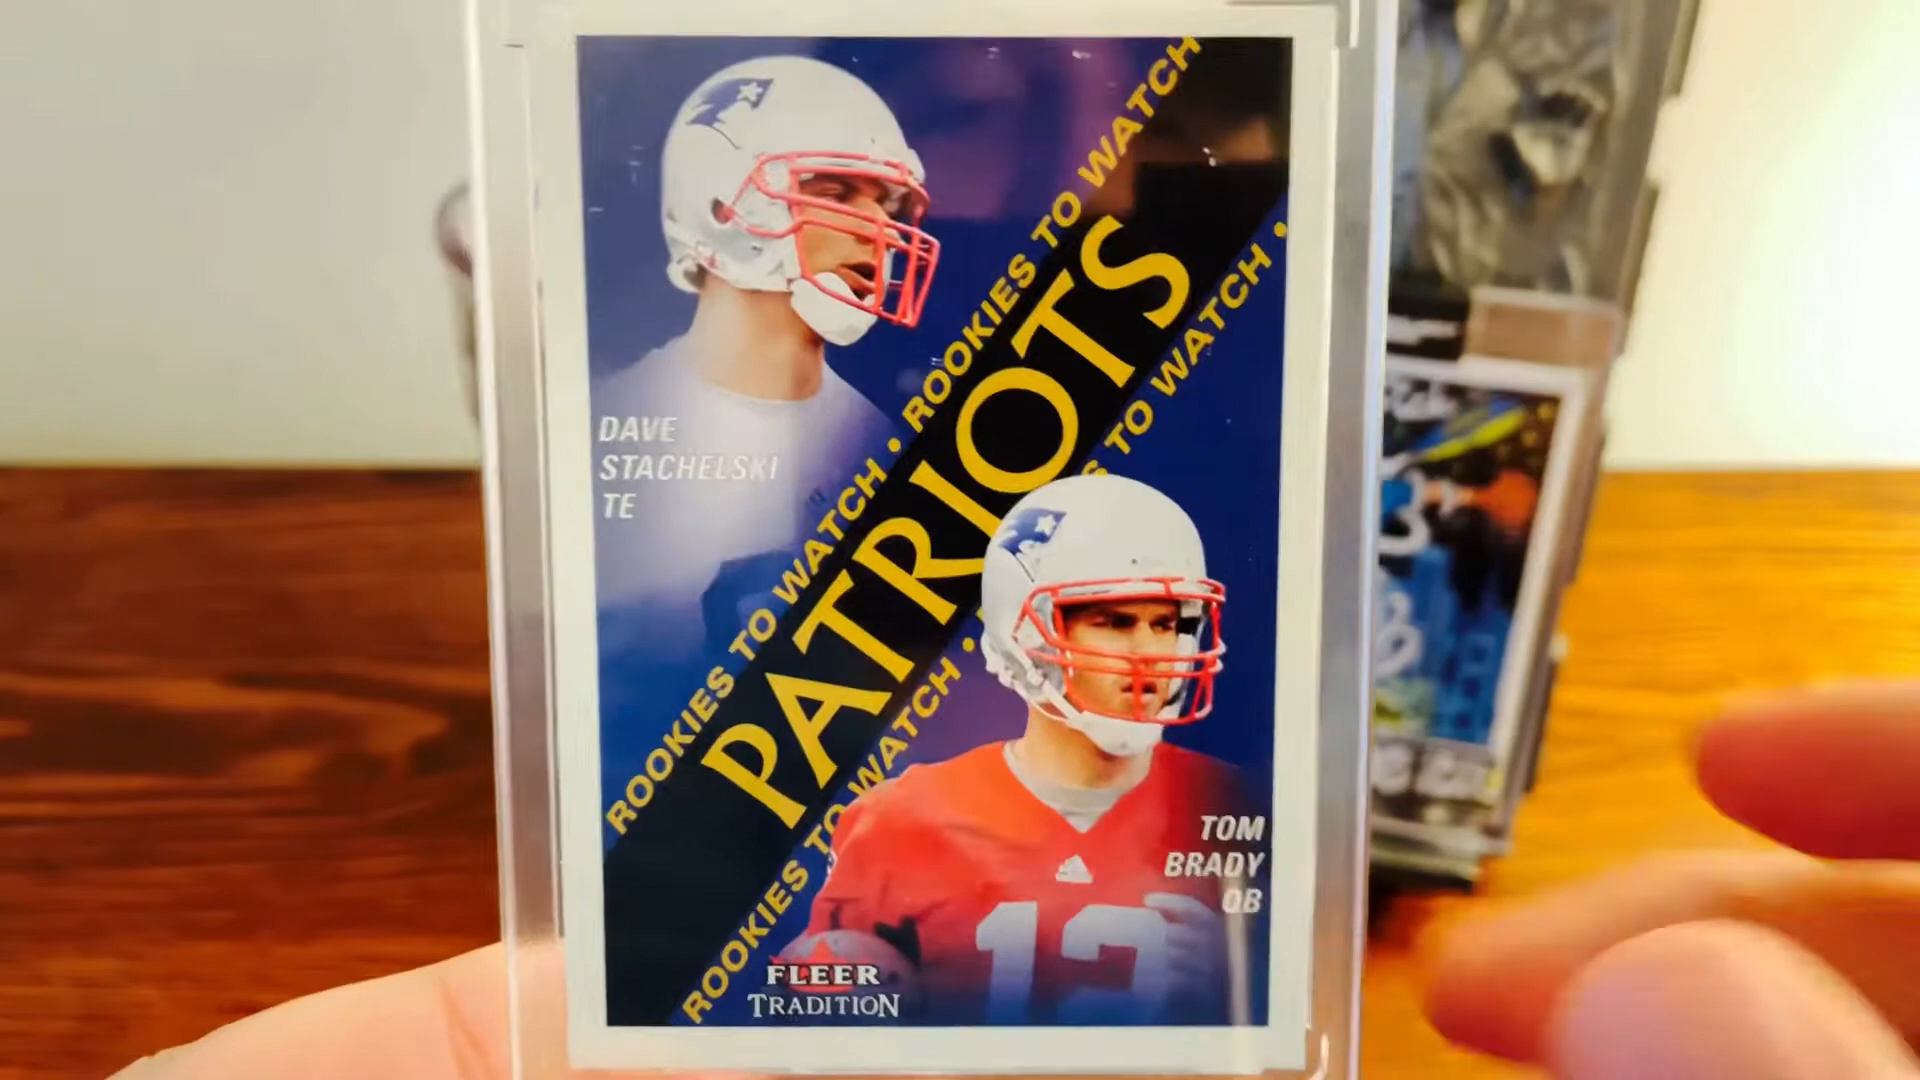 ROOKIES TO WATCH • ROOKIES TO WATCH
PATRIOTS
ROOKIES TO WATCH • TO WATCH •
DAVE
STACHELSKI
TE
TOM
BRADY
QB
12
FLEER
TRADITION